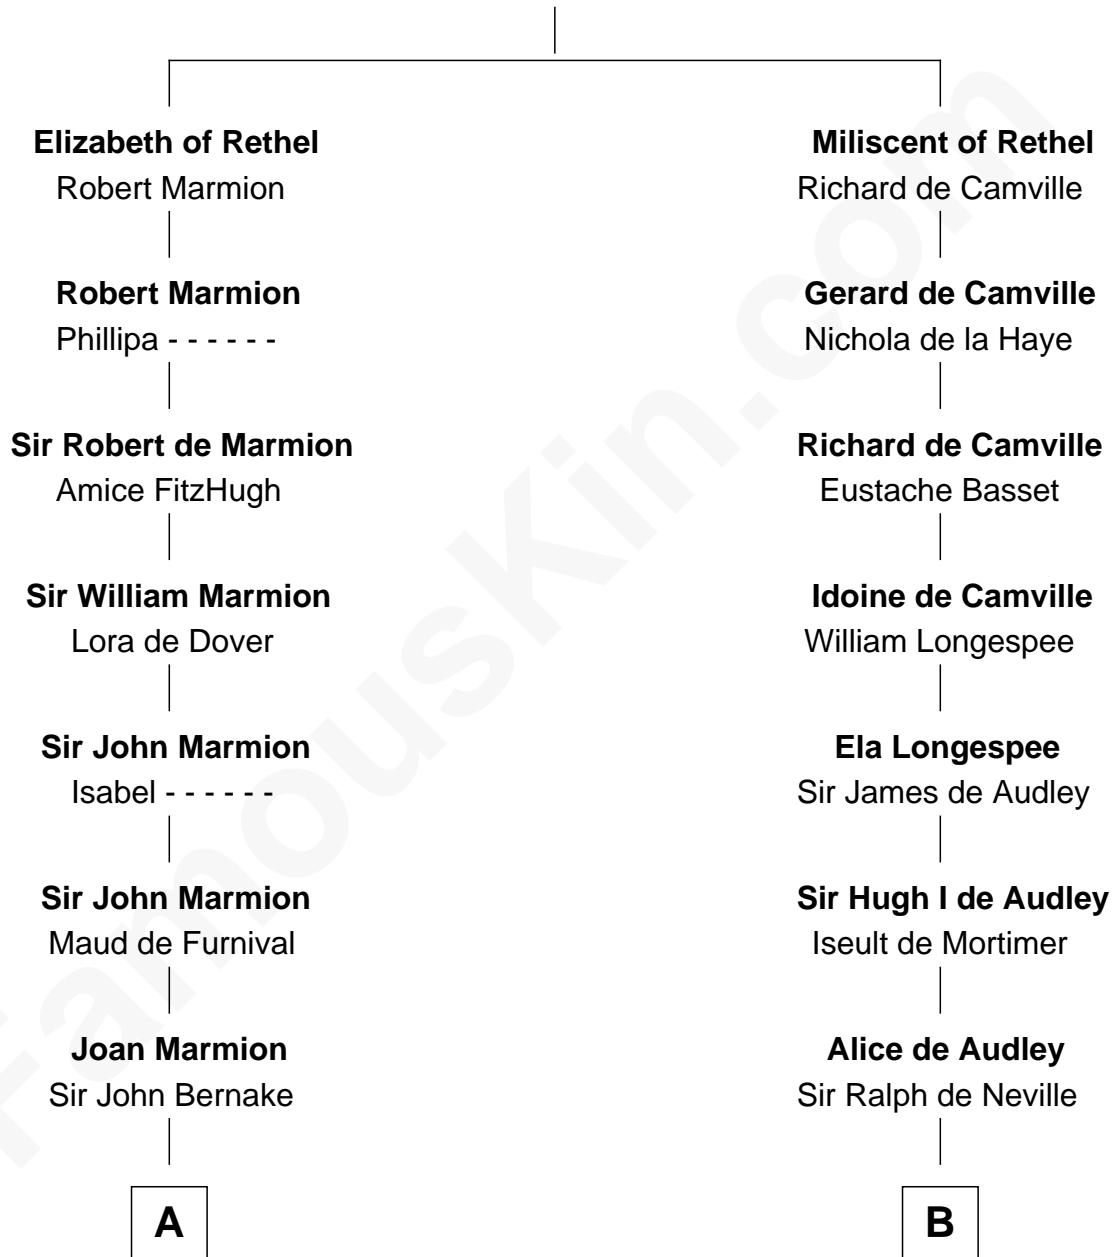 Elizabeth of Rethel
Robert Marmion
Robert Marmion
Phillipa - - - - - -
Sir Robert de Marmion
Amice FitzHugh
Sir William Marmion
Lora de Dover
Sir John Marmion
Isabel - - - - - -
Sir John Marmion
Maud de Furnival
Joan Marmion
Sir John Bernake
A
Miliscent of Rethel
Richard de Camville
Gerard de Camville
Nichola de la Haye
Richard de Camville
Eustache Basset
Idoine de Camville
William Longespee
Ela Longespee
Sir James de Audley
Sir Hugh I de Audley
Iseult de Mortimer
Alice de Audley
Sir Ralph de Neville
B
FamousKin.com